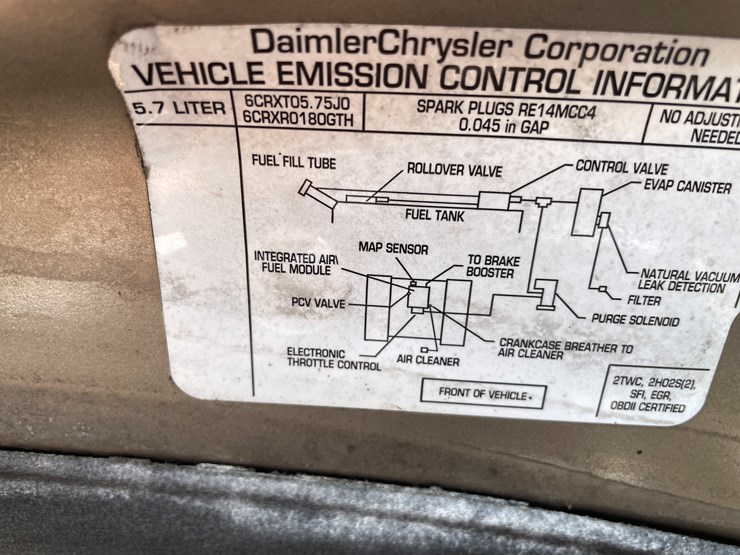 DaimlerChrysler Corporation
VEHICLE EMISSION CONTROL INFORMAT
5.7 LITER
6CRXT05.75J0
6CRXR0180GTH
SPARK PLUGS RE14MCC4
0.045 in GAP
NO ADJUSTM
NEEDED
FUEL FILL TUBE
ROLLOVER VALVE
CONTROL VALVE
EVAP CANISTER
FUEL TANK
MAP SENSOR
INTEGRATED AIR\
FUEL MODULE
TO BRAKE
BOOSTER
NATURAL VACUUM
LEAK DETECTION
FILTER
PCV VALVE
PURGE SOLENOID
CRANKCASE BREATHER TO
AIR CLEANER
ELECTRONIC
THROTTLE CONTROL
AIR CLEANER
FRONT OF VEHICLE
2TWC, 2HO2S(2),
SFI, EGR,
OBDII CERTIFIED